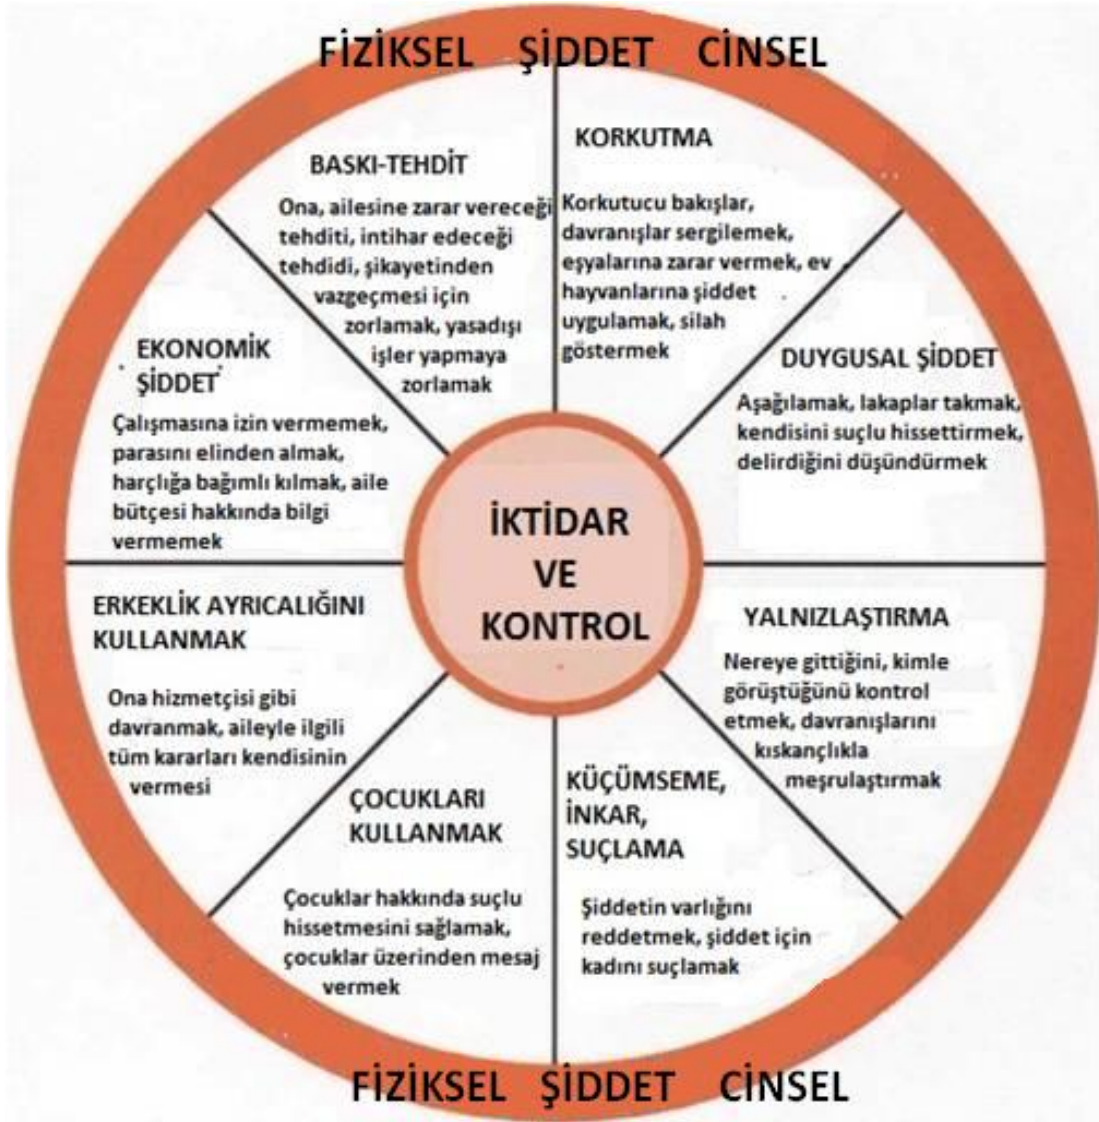 FİZİKSEL ŞİDDET CİNSEL
BASKI-TEHDİT
Ona, ailesine zarar vereceği
tehditi, intihar edeceği
tehdidi, şikayetinden
vazgeçmesi için
zorlamak, yasadışı
işler yapmaya
zorlamak
KORKUTMA
Korkutucu bakışlar,
davranışlar sergilemek,
eşyalarına zarar vermek, ev
hayvanlarına şiddet
uygulamak, silah
göstermek
DUYGUSAL ŞİDDET
Aşağılamak, lakaplar takmak,
kendisini suçlu hissettirmek,
delirdiğini düşündürmek
YALNIZLAŞTIRMA
Nereye gittiğini, kimle
görüştüğünü kontrol
etmek, davranışlarını
kıskançlıkla
meşrulaştırmak
KÜÇÜMSEME,
İNKAR,
SUÇLAMA
Şiddetin varlığını
reddetmek, şiddet için
kadını suçlamak
ÇOCUKLARI
KULLANMAK
Çocuklar hakkında suçlu
hissetmesini sağlamak,
çocuklar üzerinden mesaj
vermek
ERKEKLİK AYRICALIĞINI
KULLANMAK
Ona hizmetçisi gibi
davranmak, aileyle ilgili
tüm kararları kendisinin
vermesi
EKONOMİK
ŞİDDET
Çalışmasına izin vermemek,
parasını elinden almak,
harçlığa bağımlı kılmak, aile
bütçesi hakkında bilgi
vermemek
İKTİDAR
VE
KONTROL
FİZİKSEL ŞİDDET CİNSEL